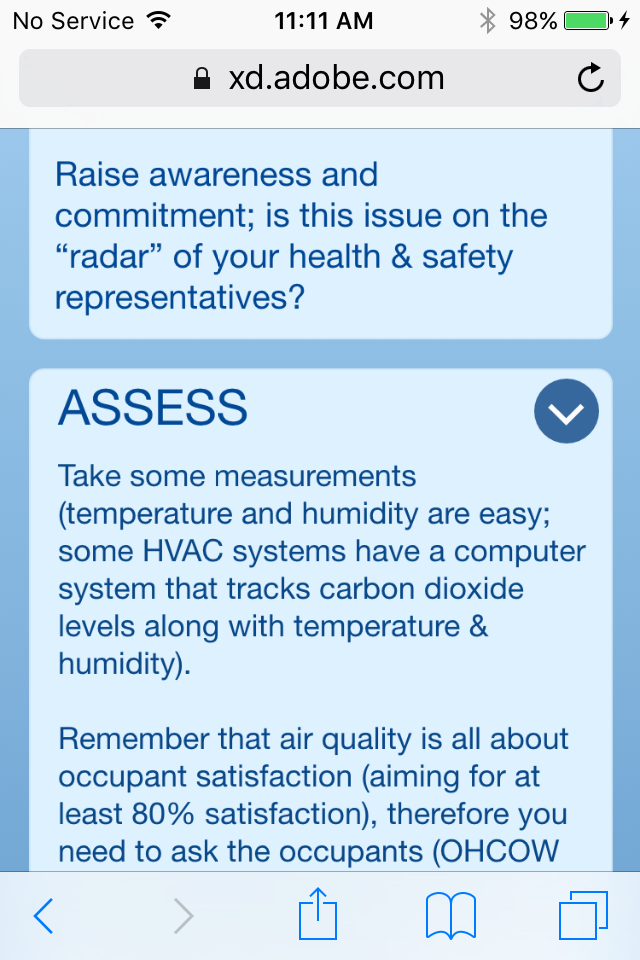 No Service 11:11 AM 98%
xd.adobe.com
Raise awareness and
commitment; is this issue on the
“radar” of your health & safety
representatives?
ASSESS
Take some measurements
(temperature and humidity are easy;
some HVAC systems have a computer
system that tracks carbon dioxide
levels along with temperature &
humidity).
Remember that air quality is all about
occupant satisfaction (aiming for at
least 80% satisfaction), therefore you
need to ask the occupants (OHCOW